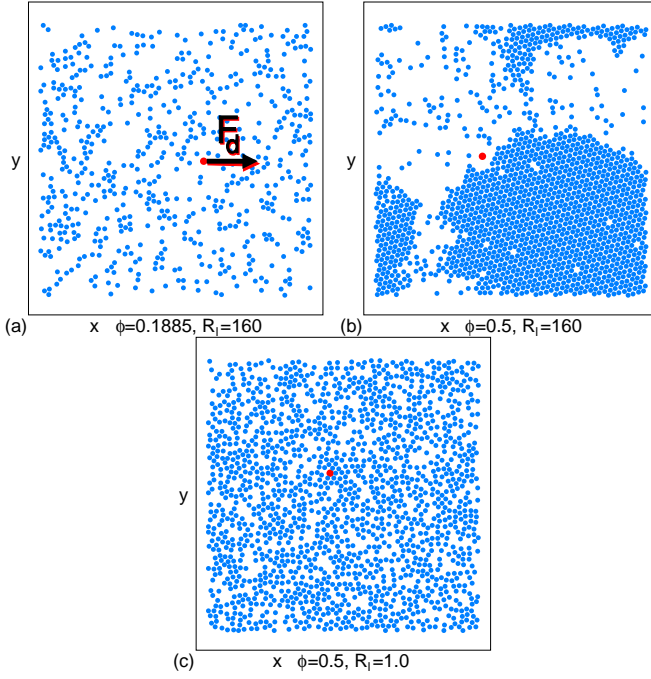 F
d
y
y
(a) x ϕ=0.1885, R_l=160
(b) x ϕ=0.5, R_l=160
y
(c) x ϕ=0.5, R_l=1.0